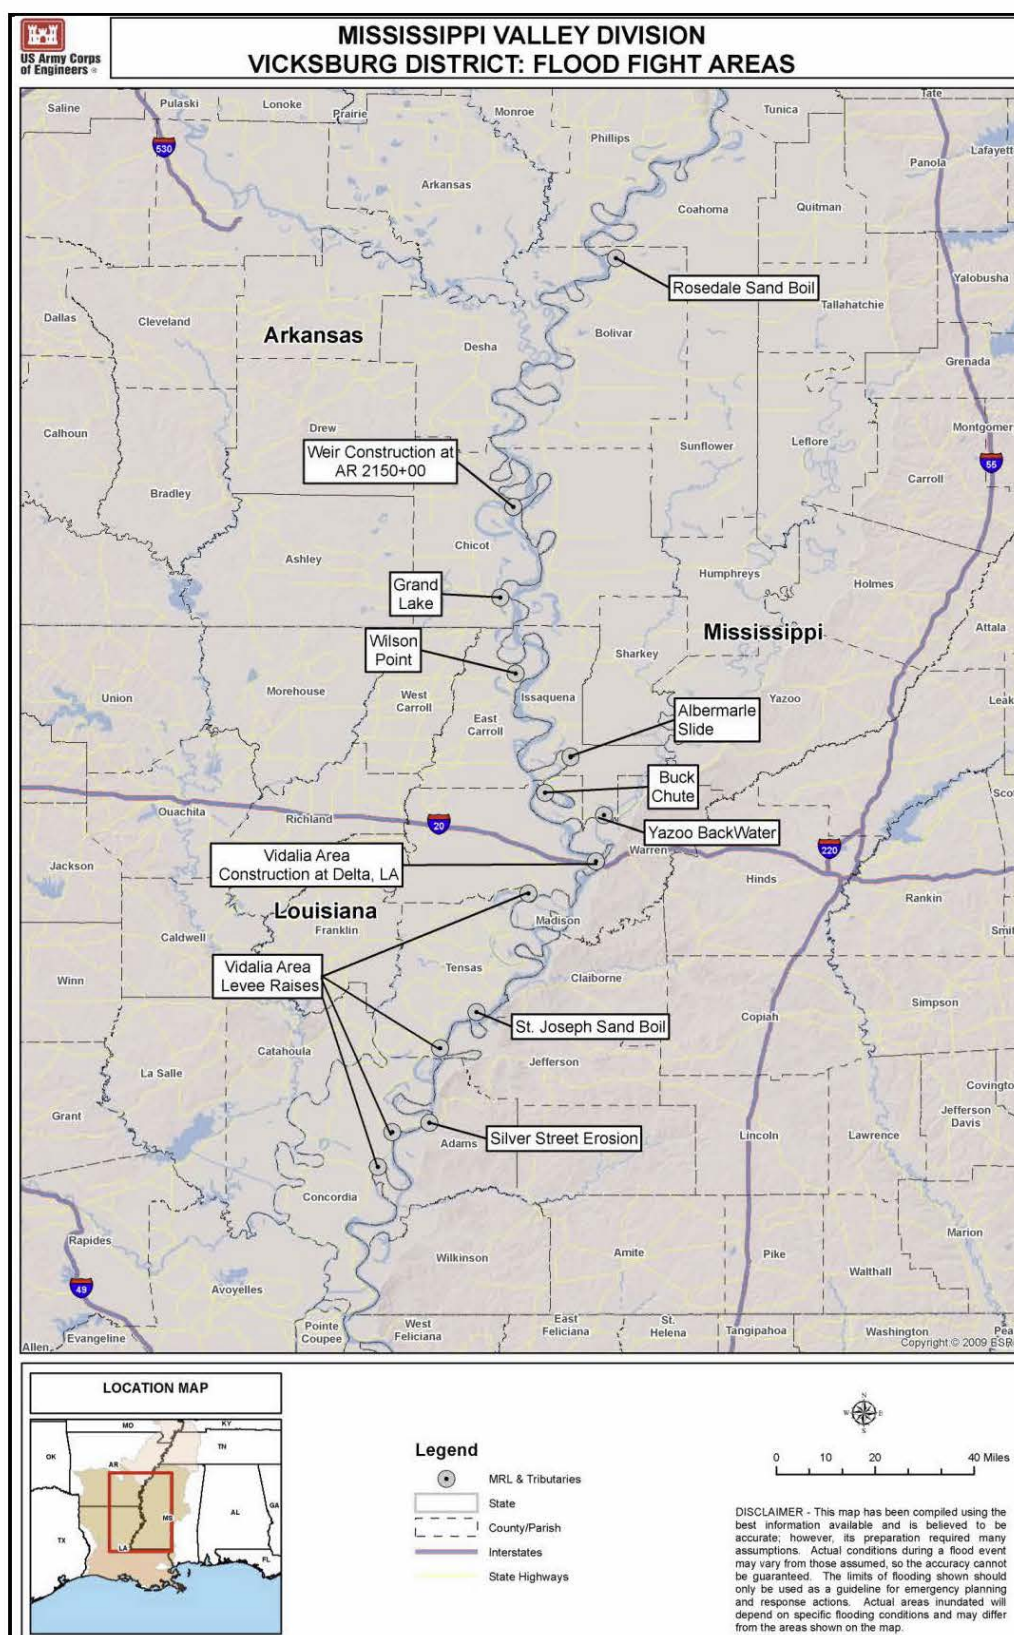 US Army Corps
of Engineers ®
MISSISSIPPI VALLEY DIVISION
VICKSBURG DISTRICT: FLOOD FIGHT AREAS
Saline
Pulaski
Lonoke
Prairie
Monroe
Tunica
Tate
Phillips
530
Panola
Lafayett
Arkansas
Coahoma
Quitman
Yalobusha
Rosedale Sand Boil
Tallahatchie
Dallas
Cleveland
Arkansas
Desha
Bolivar
Grenada
Calhoun
Drew
Montgomer
Weir Construction at
AR 2150+00
Sunflower
Leflore
55
Carroll
Bradley
Chicot
Ashley
Humphreys
Holmes
Grand
Lake
Attala
Mississippi
Wilson
Point
Sharkey
Union
Morehouse
West
Carroll
Issaquena
Yazoo
Leak
East
Carroll
Albermarle
Slide
Buck
Chute
Sco
Ouachita
Richland
20
Yazoo BackWater
Warren
220
Vidalia Area
Construction at Delta, LA
Jackson
Hinds
Rankin
Louisiana
Madison
Franklin
Smit
Caldwell
Vidalia Area
Levee Raises
Tensas
Claiborne
Winn
Simpson
St. Joseph Sand Boil
Copiah
Catahoula
Jefferson
La Salle
Covington
Grant
Jefferson
Davis
Silver Street Erosion
Adams
Lincoln
Lawrence
Concordia
Marion
Rapides
Wilkinson
Amite
Pike
Walthall
49
Avoyelles
Pointe
Coupee
West
Feliciana
East
Feliciana
St.
Helena
Tangipahoa
Washington
Pea
Allen
Evangeline
Copyright © 2009 ESR
LOCATION MAP
MO
KY
OK
AR
TN
MS
AL
GA
TX
LA
FL
Legend
MRL & Tributaries
State
County/Parish
Interstates
State Highways
N
W
E
S
0
10
20
40 Miles
DISCLAIMER - This map has been compiled using the
best information available and is believed to be
accurate; however, its preparation required many
assumptions. Actual conditions during a flood event
may vary from those assumed, so the accuracy cannot
be guaranteed. The limits of flooding shown should
only be used as a guideline for emergency planning
and response actions. Actual areas inundated will
depend on specific flooding conditions and may differ
from the areas shown on the map.